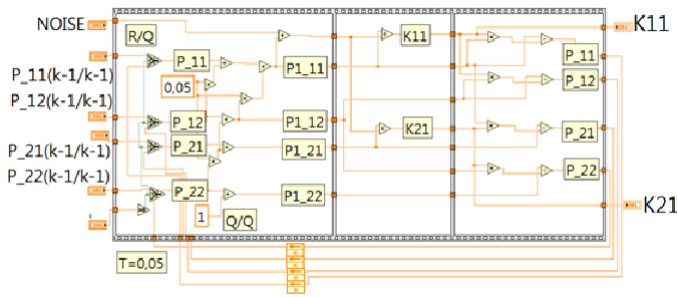 NOISE
R/Q
K11
K11
P_11
P_11
P_11(k-1/k-1)
P1_11
P_12
0,05
P_12(k-1/k-1)
P_12
P1_12
K21
P_21
P_21
P1_21
P_21(k-1/k-1)
P_22
P_22(k-1/k-1)
P_22
P1_22
K21
1
Q/Q
T=0,05